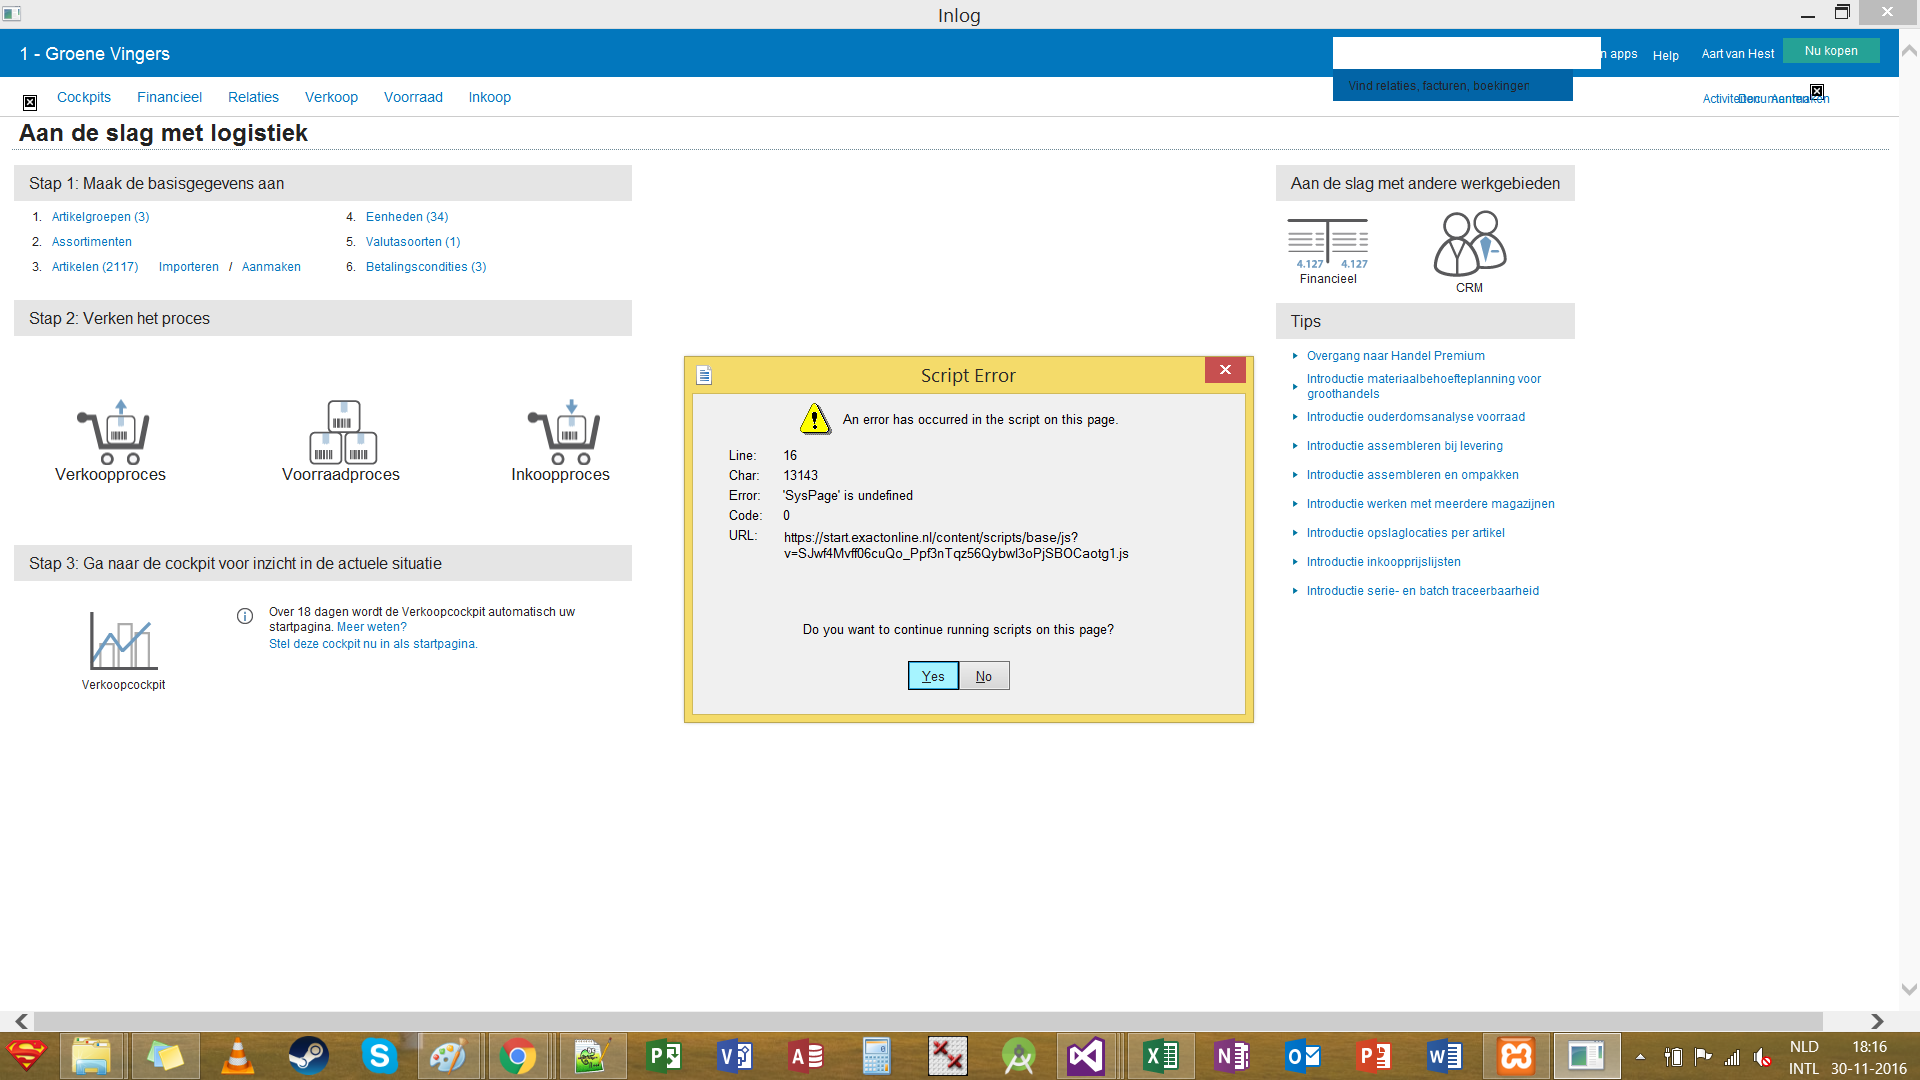 Inlog
1 - Groene Vingers
n apps
Help
Aart van Hest
Nu kopen
Vind relaties, facturen, boekingen
Cockpits
Financieel
Relaties
Verkoop
Voorraad
Inkoop
Aanmaken
Aan de slag met logistiek
Stap 1: Maak de basisgegevens aan
1. Artikelgroepen (3)
2. Assortimenten
3. Artikelen (2117) Importeren / Aanmaken
4. Eenheden (34)
5. Valutasoorten (1)
6. Betalingscondities (3)
Stap 2: Verken het proces
Verkoopproces
Voorraadproces
Inkoopproces
Stap 3: Ga naar de cockpit voor inzicht in de actuele situatie
Verkoopcockpit
Over 18 dagen wordt de Verkoopcockpit automatisch uw
startpagina. Meer weten?
Stel deze cockpit nu in als startpagina.
Script Error
An error has occurred in the script on this page.
Line: 16
Char: 13143
Error: 'SysPage' is undefined
Code: 0
URL: https://start.exactonline.nl/content/scripts/base/js?
v=SJwf4Mvff06cuQo_Ppf3nTqz56Qybwl3oPjSBOCaotg1.js
Do you want to continue running scripts on this page?
Yes
No
Aan de slag met andere werkgebieden
4.127 4.127
Financieel
CRM
Tips
Overgang naar Handel Premium
Introductie materiaalbehoefteplanning voor
groothandels
Introductie ouderdomsanalyse voorraad
Introductie assembleren bij levering
Introductie assembleren en ompakken
Introductie werken met meerdere magazijnen
Introductie opslaglocaties per artikel
Introductie inkoopprijslijsten
Introductie serie- en batch traceerbaarheid
NLD
INTL
18:16
30-11-2016